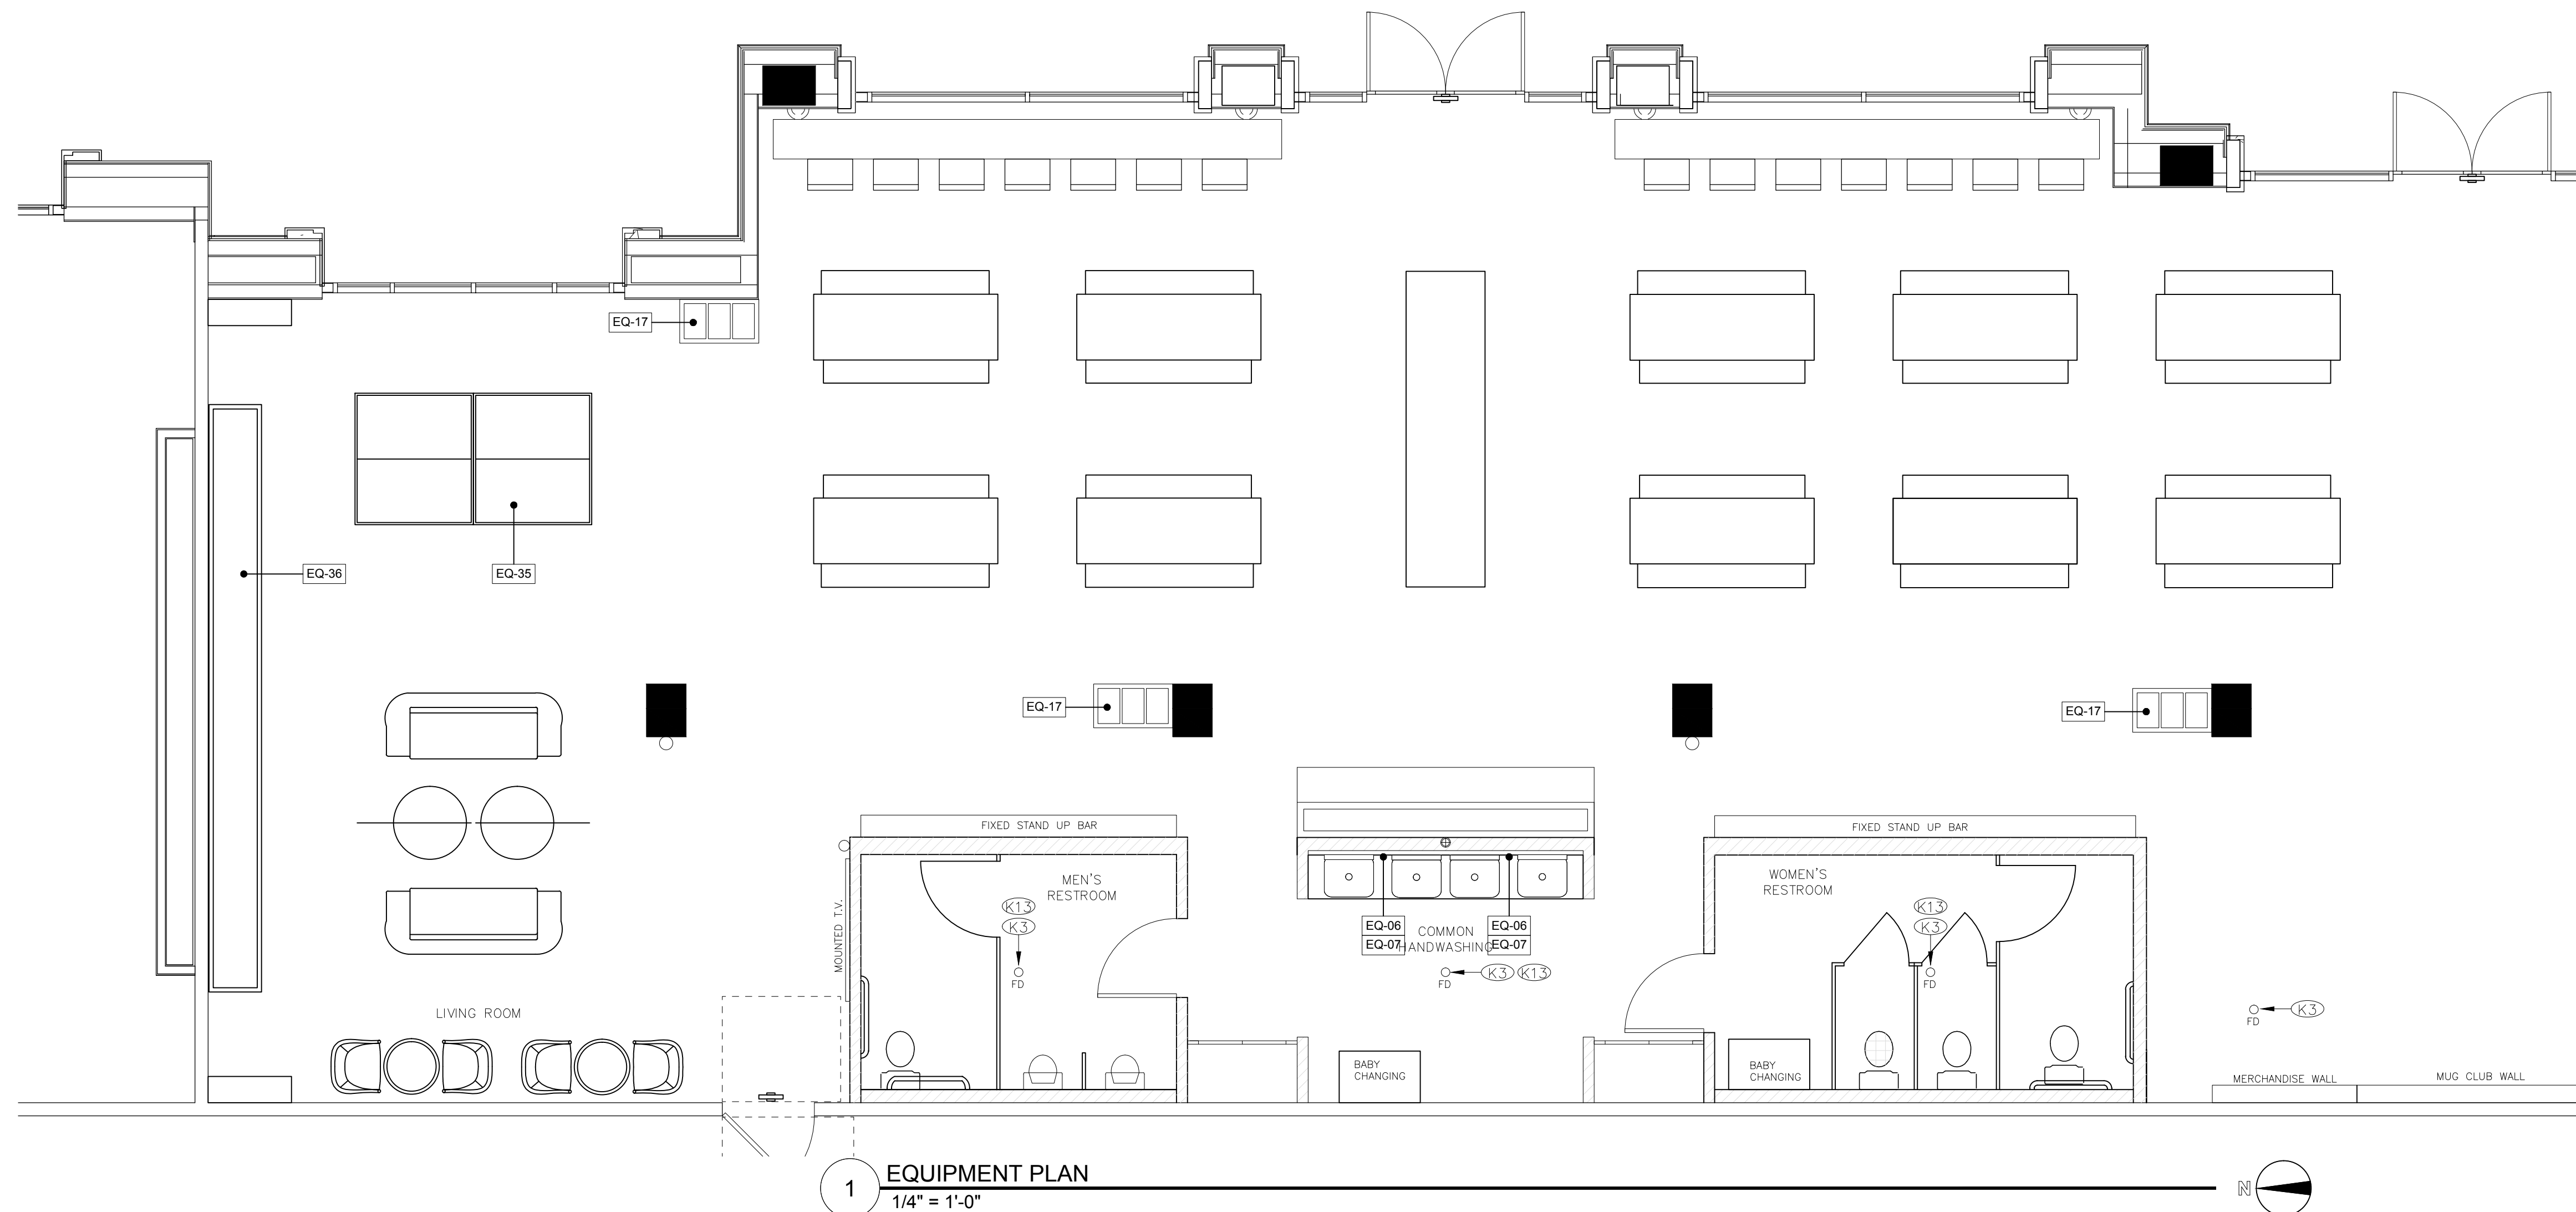 EQ-17
EQ-36
EQ-35
EQ-17
EQ-17
FIXED STAND UP BAR
FIXED STAND UP BAR
MEN'S
RESTROOM
K13
K3
FD
MOUNTED T.V.
EQ-06
EQ-07
EQ-06
EQ-07
COMMON
HANDWASHING
K3 K13
FD
WOMEN'S
RESTROOM
K13
K3
FD
K3
FD
LIVING ROOM
BABY
CHANGING
BABY
CHANGING
MERCHANDISE WALL
MUG CLUB WALL
1
EQUIPMENT PLAN
1/4" = 1'-0"
N